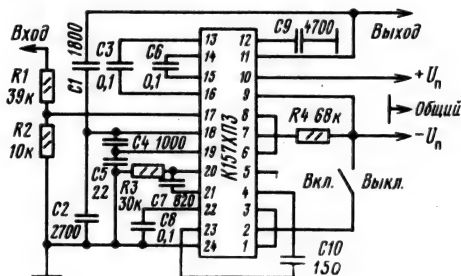 Вход
R1
39к
R2
10к
C1
1800
C2
2700
C3
0,1
C6
0,1
C4 1000
C5
22
R3
30к
C7 820
C8
0,1
13
14
15
16
17
18
19
20
21
22
23
24
К157ХП3
12
11
10
9
8
7
6
5
4
3
2
1
C9 4700
Выход
+Uп
Общий
R4 68к
−Uп
Вкл.
Выкл.
C10
150